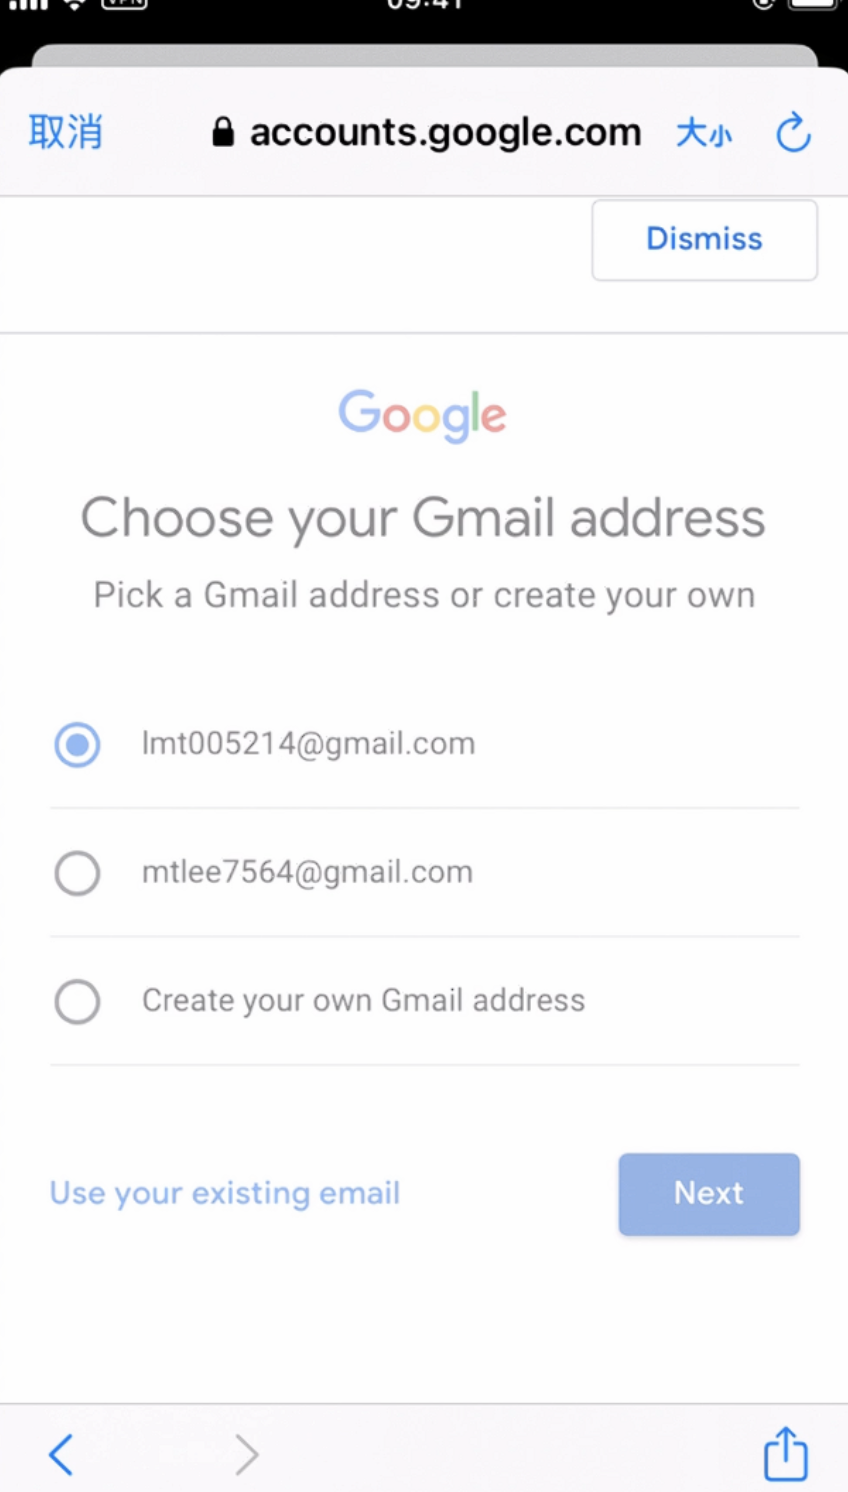 VPN
09:41
取消
accounts.google.com
大小
Dismiss
Google
Choose your Gmail address
Pick a Gmail address or create your own
lmt005214@gmail.com
mtlee7564@gmail.com
Create your own Gmail address
Use your existing email
Next